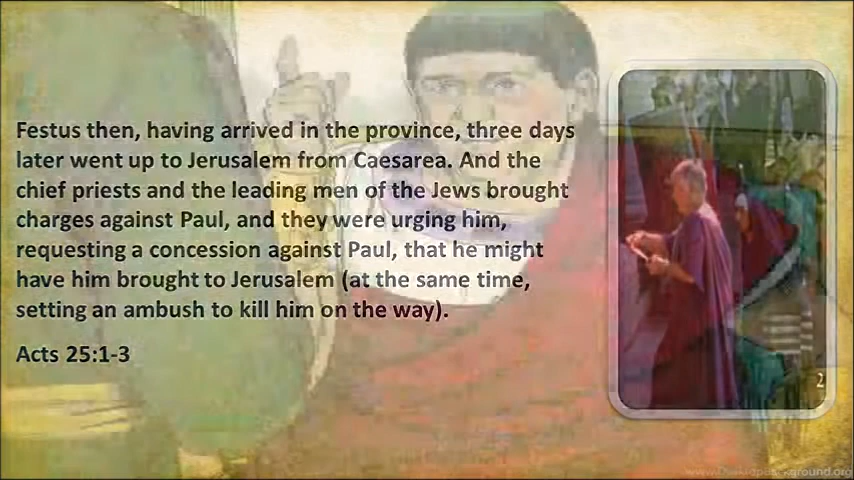 Festus then, having arrived in the province, three days
later went up to Jerusalem from Caesarea. And the
chief priests and the leading men of the Jews brought
charges against Paul, and they were urging him,
requesting a concession against Paul, that he might
have him brought to Jerusalem (at the same time,
setting an ambush to kill him on the way).
Acts 25:1-3
2